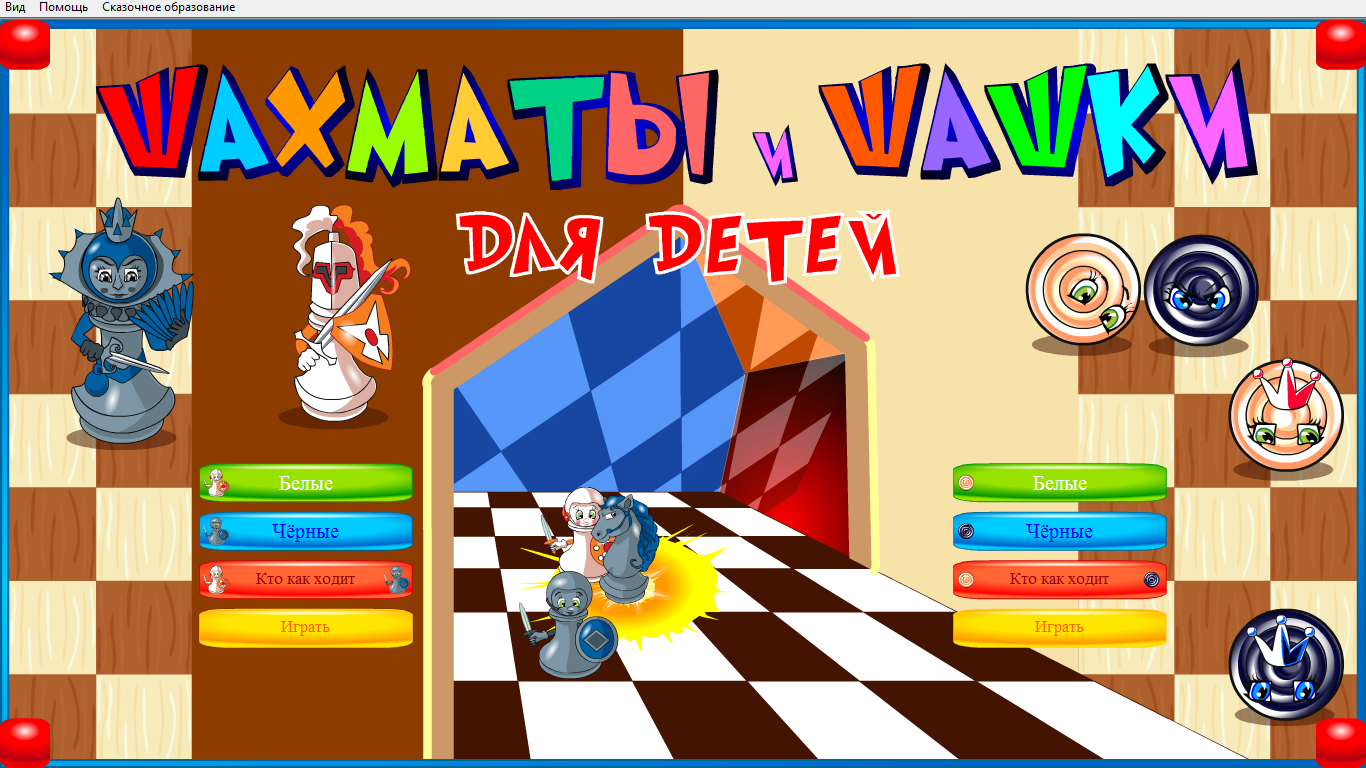 Вид Помощь Сказочное образование
ШАХМАТЫ и ШАШКИ
ДЛЯ ДЕТЕЙ
Белые
Чёрные
Кто как ходит
Играть
Белые
Чёрные
Кто как ходит
Играть